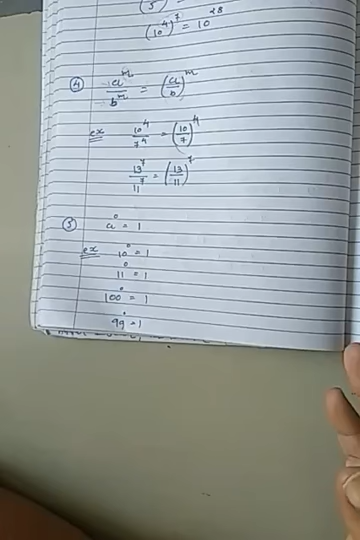 (10⁴)⁷ = 10²⁸
④ aᵐ/bᵐ = (a/b)ᵐ
ex 10⁴/7⁴ = (10/7)⁴
13⁷/11⁷ = (13/11)⁷
⑤ a⁰ = 1
ex 10⁰ = 1
11⁰ = 1
100⁰ = 1
99⁰ = 1